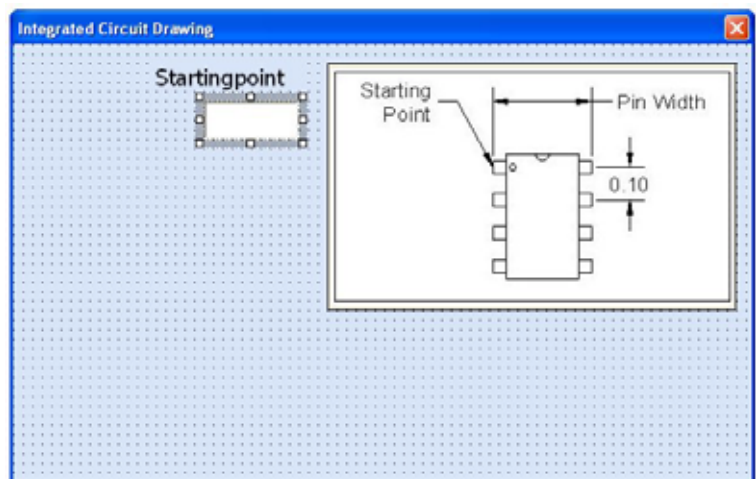 Integrated Circuit Drawing
Startingpoint
Starting
Point
Pin Width
0.10